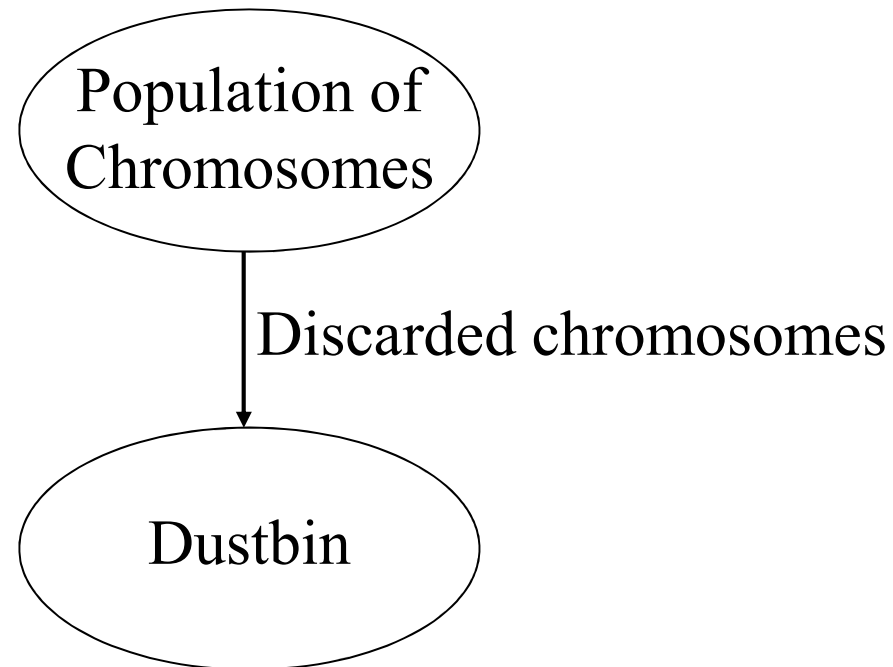 Population of
Chromosomes
Discarded chromosomes
Dustbin